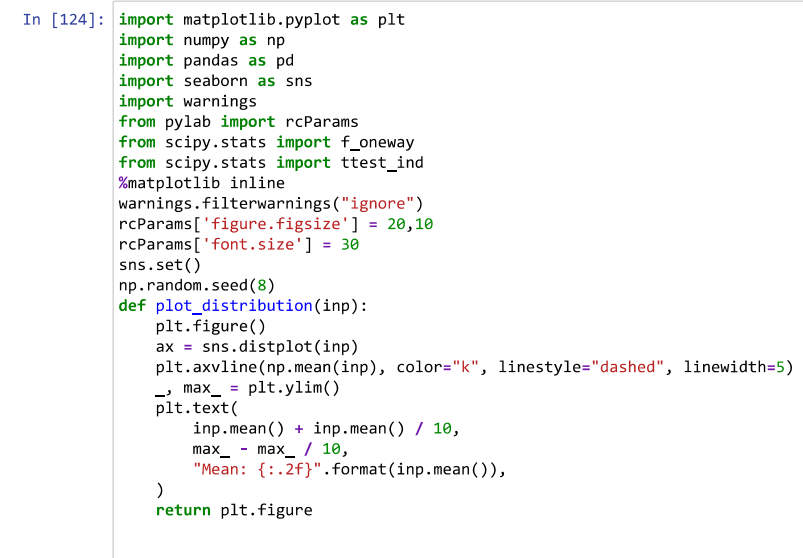 In [124]: import matplotlib.pyplot as plt
import numpy as np
import pandas as pd
import seaborn as sns
import warnings
from pylab import rcParams
from scipy.stats import f_oneway
from scipy.stats import ttest_ind
%matplotlib inline
warnings.filterwarnings("ignore")
rcParams['figure.figsize'] = 20,10
rcParams['font.size'] = 30
sns.set()
np.random.seed(8)
def plot_distribution(inp):
    plt.figure()
    ax = sns.distplot(inp)
    plt.axvline(np.mean(inp), color="k", linestyle="dashed", linewidth=5)
    _, max_ = plt.ylim()
    plt.text(
        inp.mean() + inp.mean() / 10,
        max_ - max_ / 10,
        "Mean: {:.2f}".format(inp.mean()),
    )
    return plt.figure